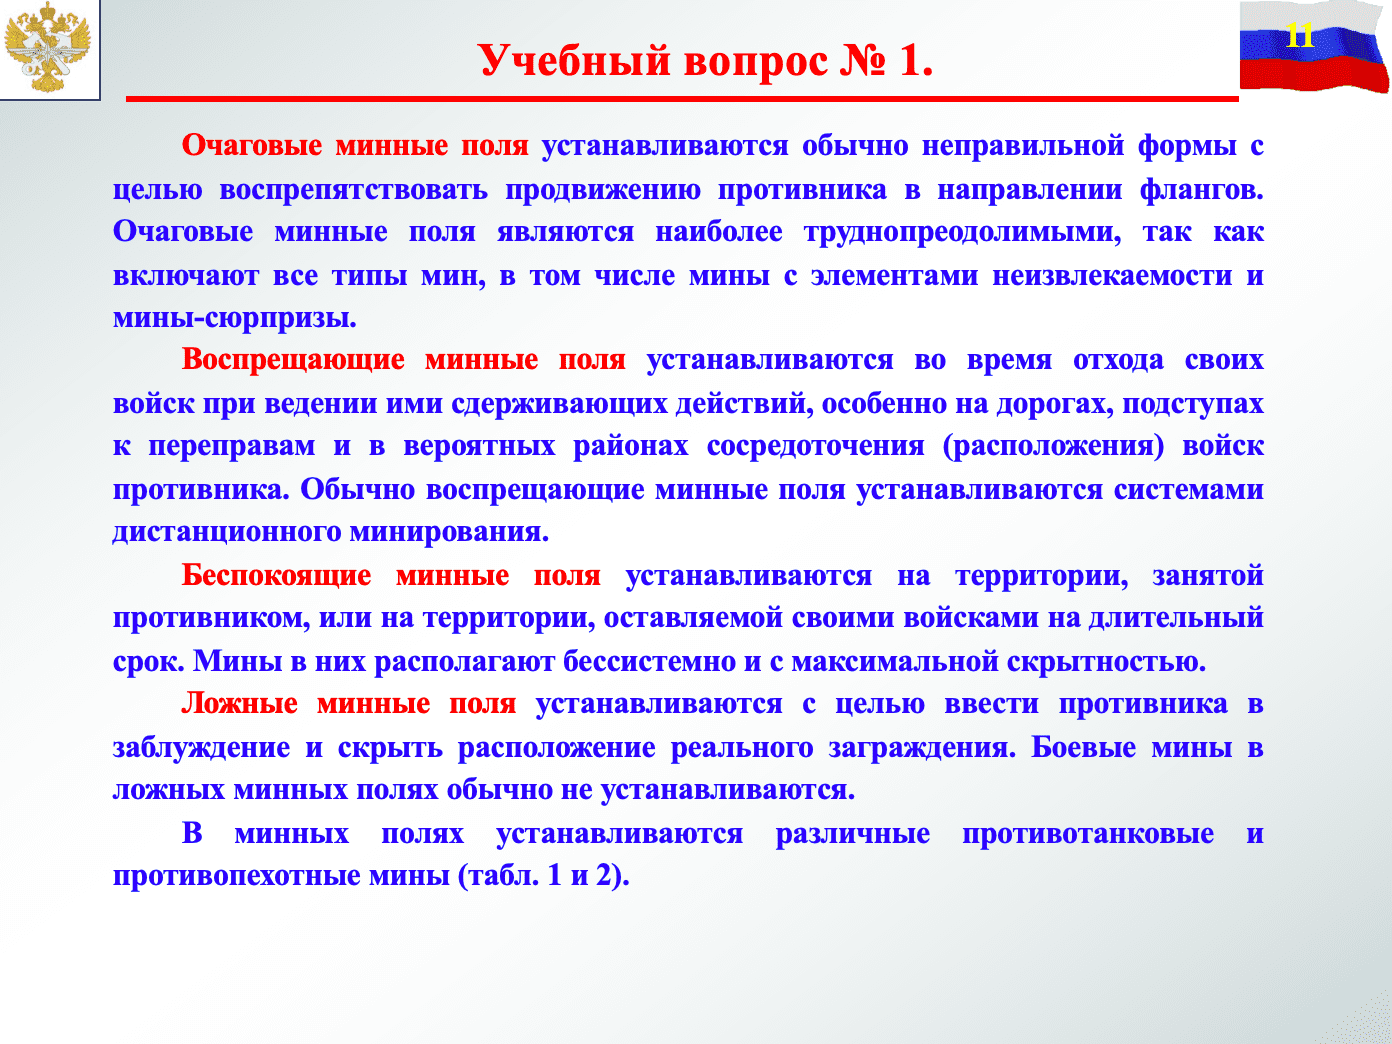 11
Учебный вопрос № 1.
Очаговые минные поля устанавливаются обычно неправильной формы с
целью воспрепятствовать продвижению противника в направлении флангов.
Очаговые минные поля являются наиболее труднопреодолимыми, так как
включают все типы мин, в том числе мины с элементами неизвлекаемости и
мины-сюрпризы.
Воспрещающие минные поля устанавливаются во время отхода своих
войск при ведении ими сдерживающих действий, особенно на дорогах, подступах
к переправам и в вероятных районах сосредоточения (расположения) войск
противника. Обычно воспрещающие минные поля устанавливаются системами
дистанционного минирования.
Беспокоящие минные поля устанавливаются на территории, занятой
противником, или на территории, оставляемой своими войсками на длительный
срок. Мины в них располагают бессистемно и с максимальной скрытностью.
Ложные минные поля устанавливаются с целью ввести противника в
заблуждение и скрыть расположение реального заграждения. Боевые мины в
ложных минных полях обычно не устанавливаются.
В минных полях устанавливаются различные противотанковые и
противопехотные мины (табл. 1 и 2).